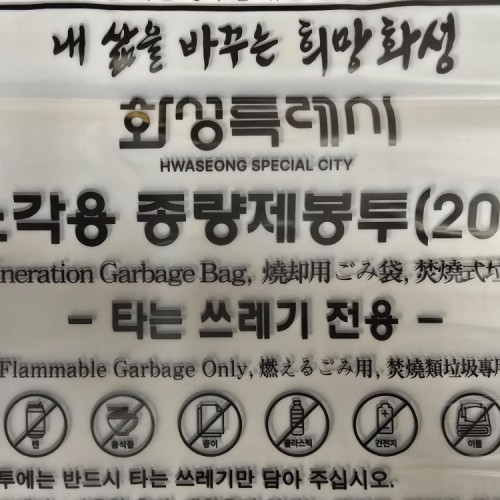 내 삶을 바꾸는 희망화성
화성특례시
HWASEONG SPECIAL CITY
소각용 종량제봉투(20
neration Garbage Bag, 燒却用ごみ袋, 焚燒式垃
- 타는 쓰레기 전용 -
Flammable Garbage Only, 燃えるごみ用, 焚燒類垃圾專用
캔 음식물 종이 플라스틱 건전지 이불
투에는 반드시 타는 쓰레기만 담아 주십시오.